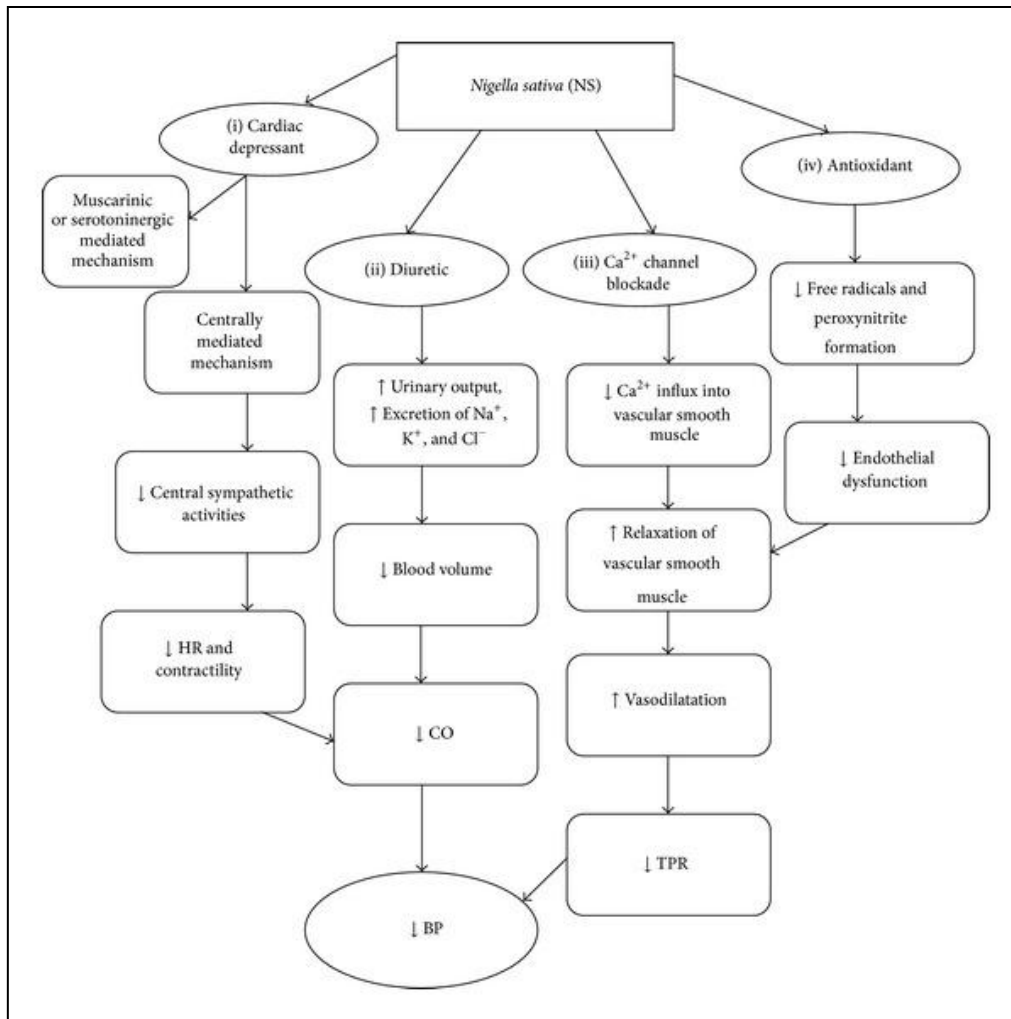 Nigella sativa (NS)
(i) Cardiac
depressant
(iv) Antioxidant
Muscarinic
or serotoninergic
mediated
mechanism
(ii) Diuretic
(iii) Ca²⁺ channel
blockade
↓ Free radicals and
peroxynitrite
formation
Centrally
mediated
mechanism
↑ Urinary output,
↑ Excretion of Na⁺,
K⁺, and Cl⁻
↓ Ca²⁺ influx into
vascular smooth
muscle
↓ Endothelial
dysfunction
↓ Central sympathetic
activities
↓ Blood volume
↑ Relaxation of
vascular smooth
muscle
↓ HR and
contractility
↓ CO
↑ Vasodilatation
↓ TPR
↓ BP